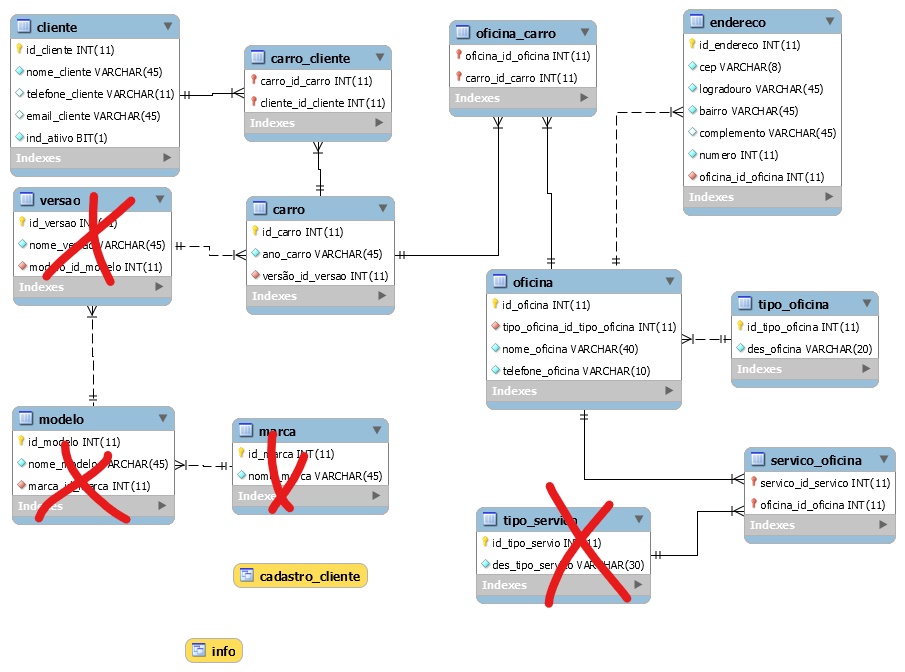 cliente
id_cliente INT(11)
nome_cliente VARCHAR(45)
telefone_cliente VARCHAR(11)
email_cliente VARCHAR(45)
ind_atiivo BIT(1)
Indexes
carro_cliente
carro_id_carro INT(11)
cliente_id_cliente INT(11)
Indexes
oficina_carro
oficina_id_oficina INT(11)
carro_id_carro INT(11)
Indexes
endereco
id_endereco INT(11)
cep VARCHAR(8)
logradouro VARCHAR(45)
bairro VARCHAR(45)
complemento VARCHAR(45)
numero INT(11)
oficina_id_oficina INT(11)
Indexes
versao
id_versao INT(11)
nome_versao VARCHAR(45)
modelo_id_modelo INT(11)
Indexes
carro
id_carro INT(11)
ano_carro VARCHAR(45)
versão_id_versao INT(11)
Indexes
oficina
id_oficina INT(11)
tipo_oficina_id_tipo_oficina INT(11)
nome_oficina VARCHAR(40)
telefone_oficina VARCHAR(10)
Indexes
tipo_oficina
id_tipo_oficina INT(11)
des_oficina VARCHAR(20)
Indexes
modelo
id_modelo INT(11)
nome_modelo VARCHAR(45)
marca_id_marca INT(11)
Indexes
marca
id_marca INT(11)
nome_marca VARCHAR(45)
Indexes
servico_oficina
servico_id_servico INT(11)
oficina_id_oficina INT(11)
Indexes
tipo_servico
id_tipo_servio INT(11)
des_tipo_servico VARCHAR(30)
Indexes
cadastro_cliente
info